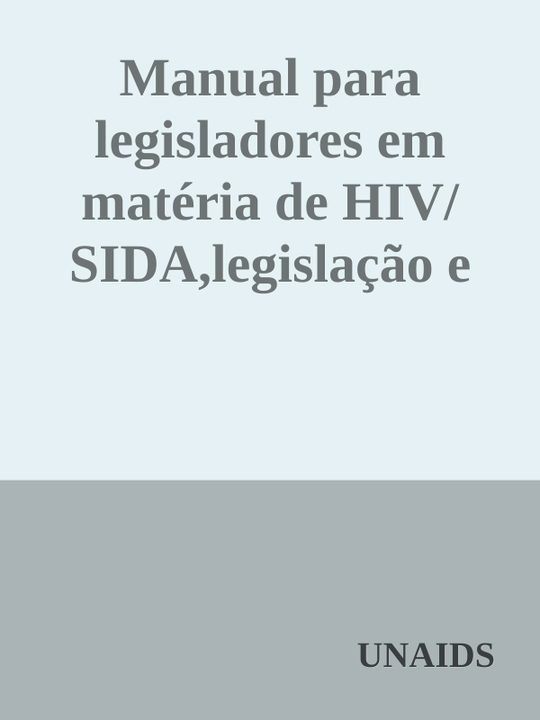 Manual para
legisladores em
matéria de HIV/
SIDA,legislação e
UNAIDS